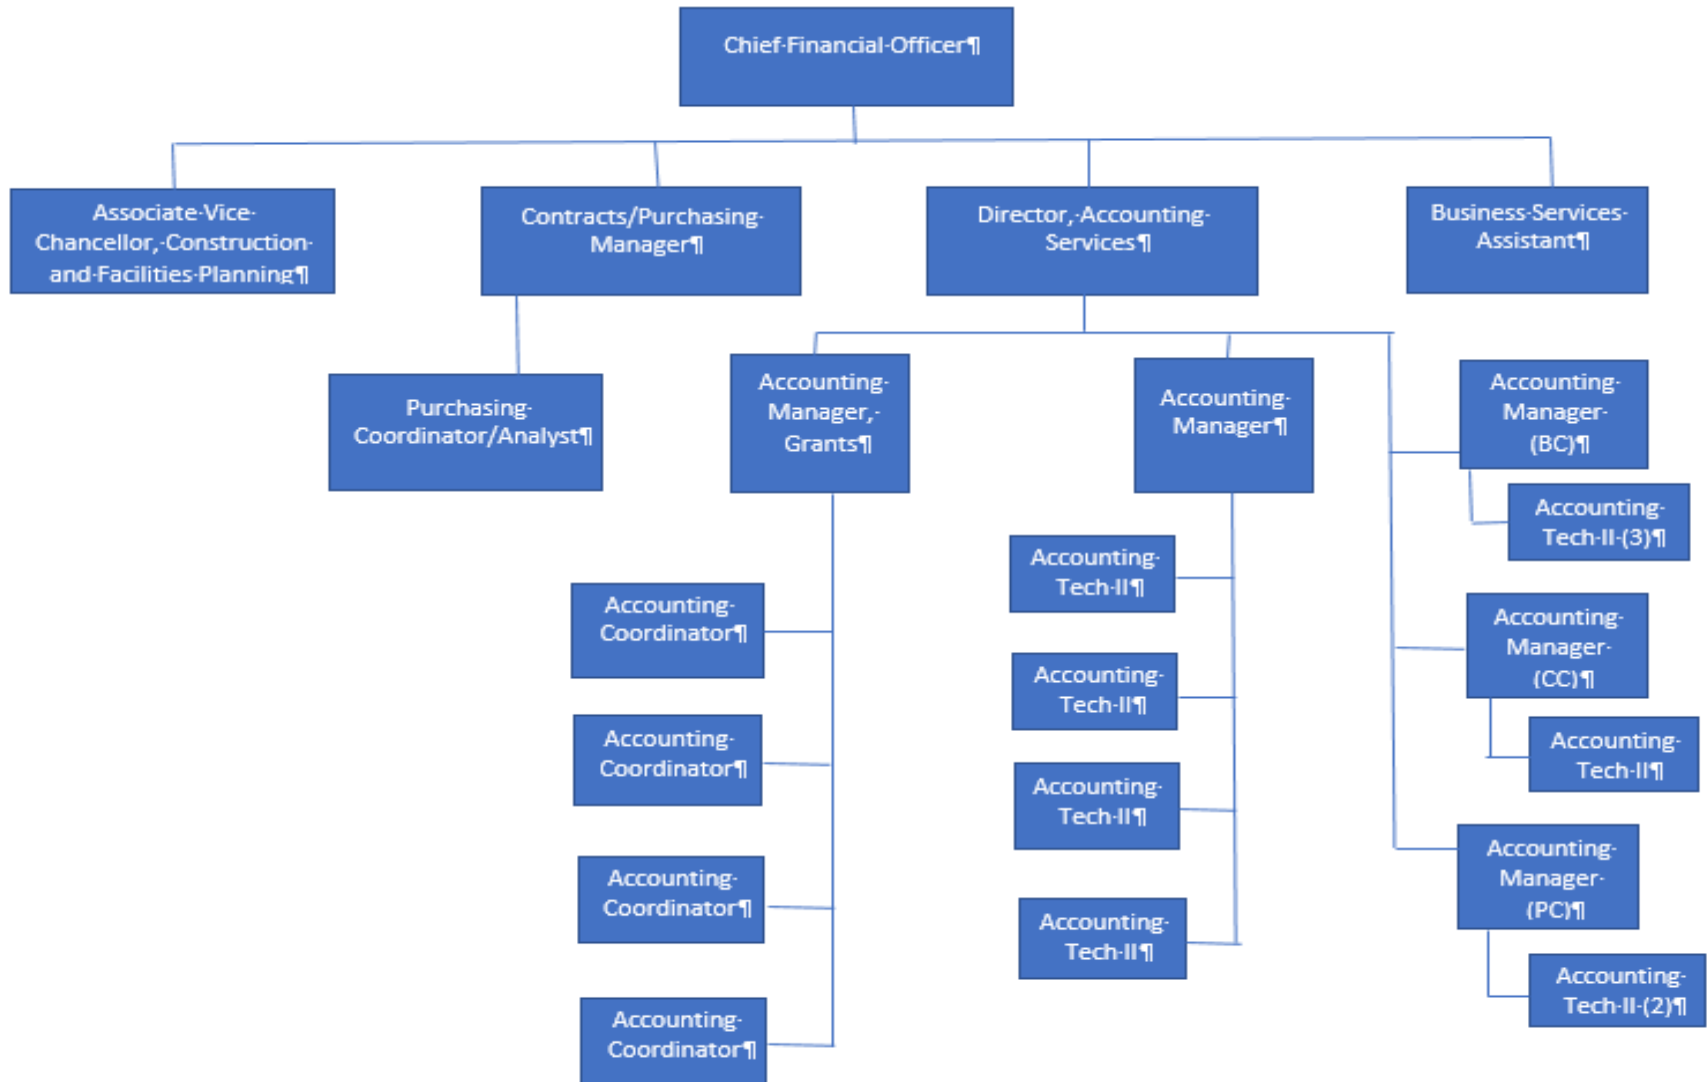 Chief·Financial·Officer¶
Associate·Vice·
Chancellor,·Construction·
and·Facilities·Planning¶
Contracts/Purchasing·
Manager¶
Director,·Accounting·
Services¶
Business·Services·
Assistant¶
Purchasing·
Coordinator/Analyst¶
Accounting·
Manager,·
Grants¶
Accounting·
Manager¶
Accounting·
Manager·
(BC)¶
Accounting·
Tech·II·(3)¶
Accounting·
Coordinator¶
Accounting·
Coordinator¶
Accounting·
Coordinator¶
Accounting·
Coordinator¶
Accounting·
Tech·II¶
Accounting·
Tech·II¶
Accounting·
Tech·II¶
Accounting·
Tech·II¶
Accounting·
Manager·
(CC)¶
Accounting·
Tech·II¶
Accounting·
Manager·
(PC)¶
Accounting·
Tech·II·(2)¶